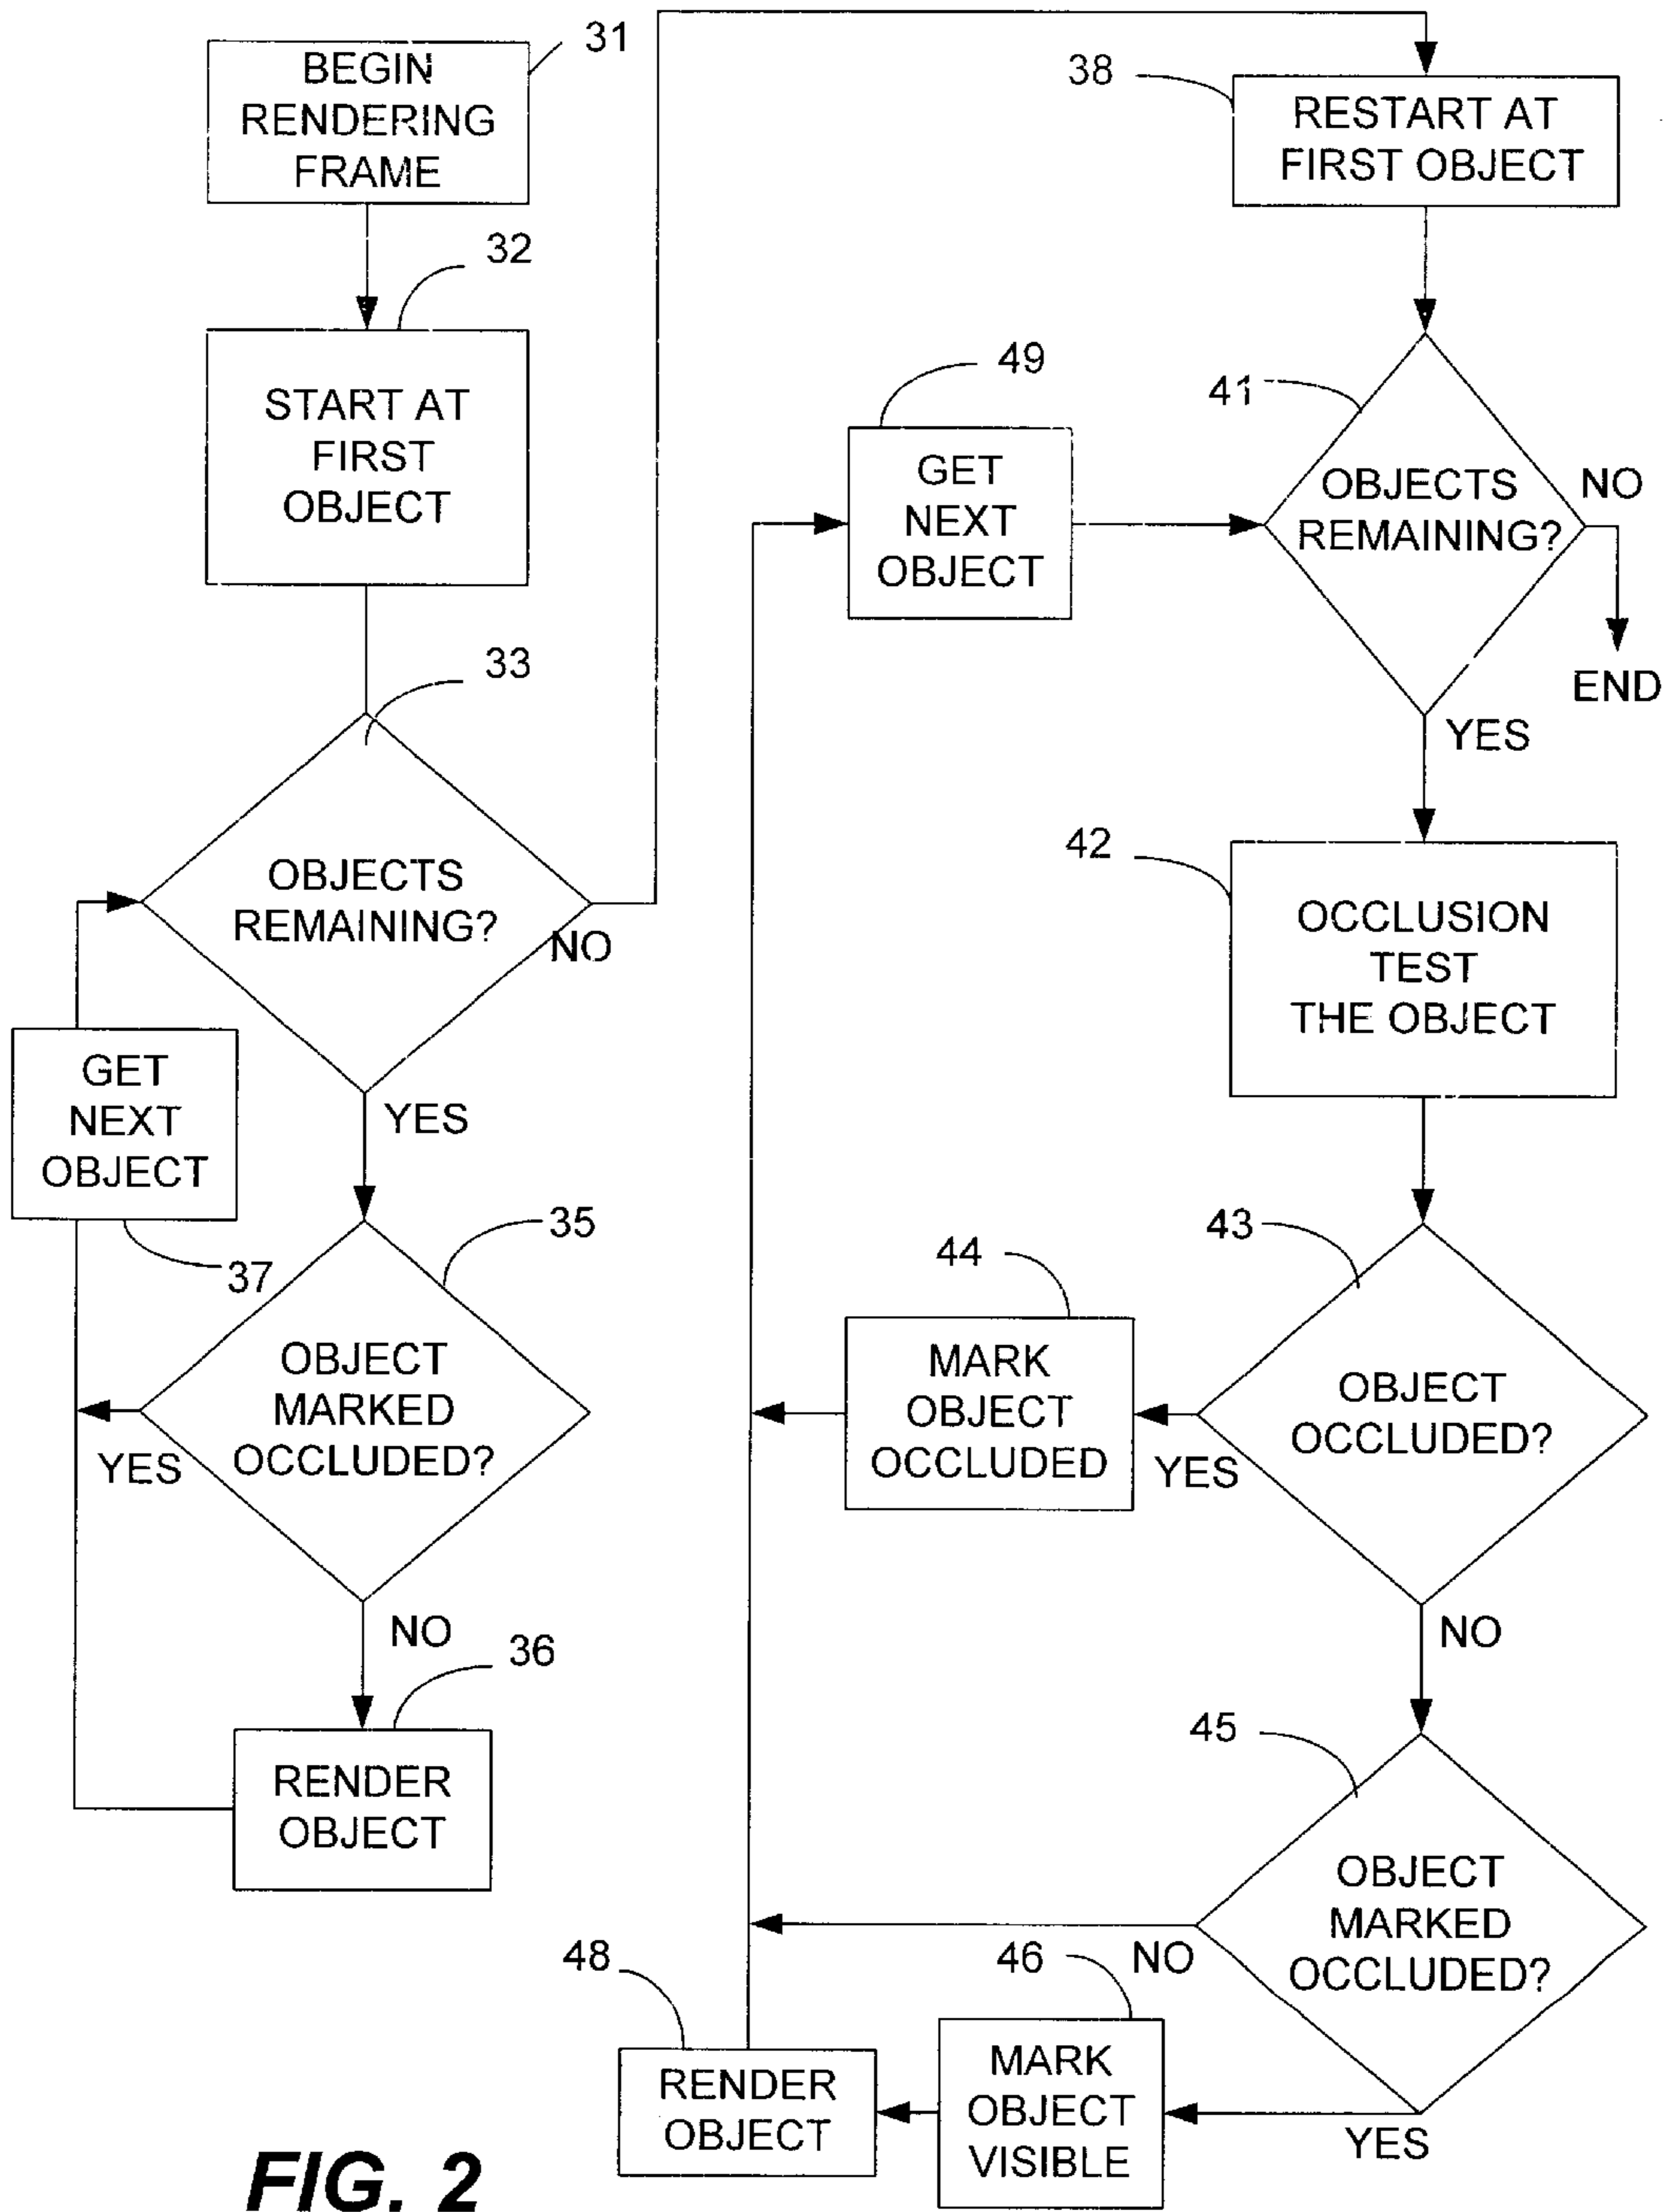 31
BEGIN
RENDERING
FRAME
32
START AT
FIRST
OBJECT
33
OBJECTS
REMAINING?
NO
YES
GET
NEXT
OBJECT
37
35
OBJECT
MARKED
OCCLUDED?
YES
NO
36
RENDER
OBJECT
38
RESTART AT
FIRST OBJECT
49
GET
NEXT
OBJECT
41
OBJECTS
REMAINING?
NO
END
YES
42
OCCLUSION
TEST
THE OBJECT
43
OBJECT
OCCLUDED?
YES
44
MARK
OBJECT
OCCLUDED
NO
45
OBJECT
MARKED
OCCLUDED?
NO
YES
46
MARK
OBJECT
VISIBLE
48
RENDER
OBJECT
FIG. 2